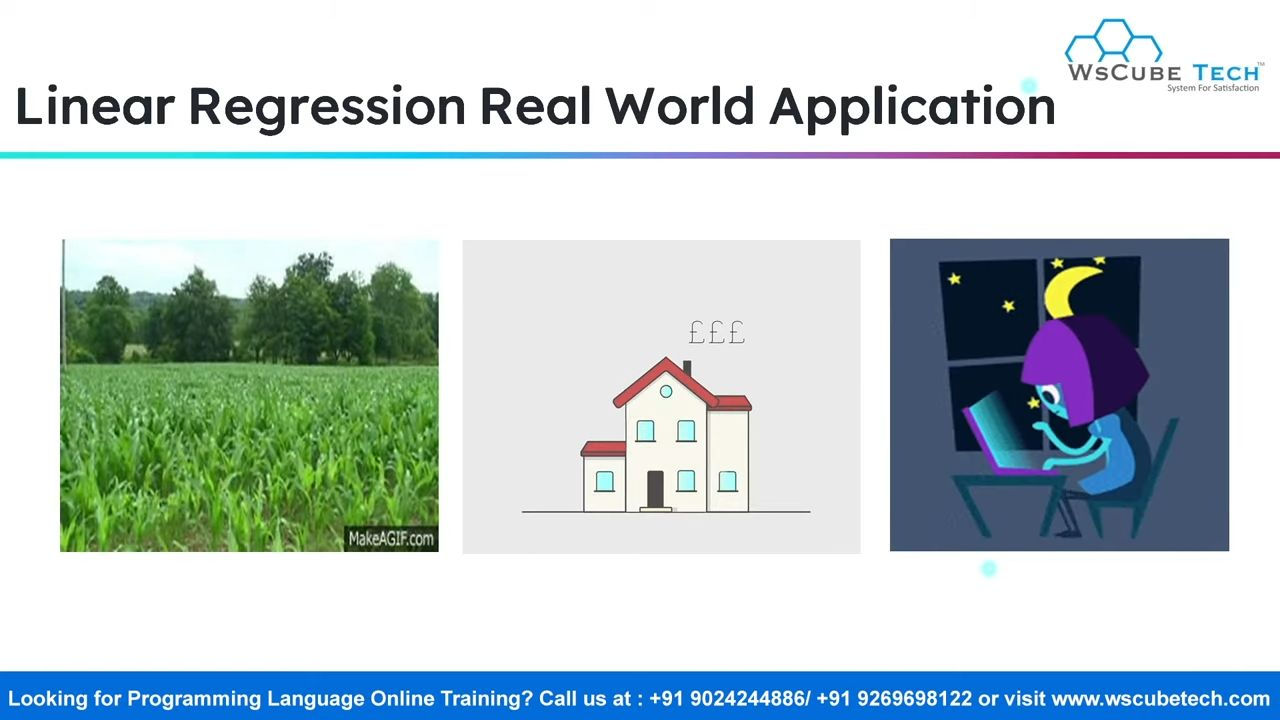 WSCUBE TECH™
System For Satisfaction
Linear Regression Real World Application
£££
MakeAGIF.com
Looking for Programming Language Online Training? Call us at : +91 9024244886/ +91 9269698122 or visit www.wscubetech.com